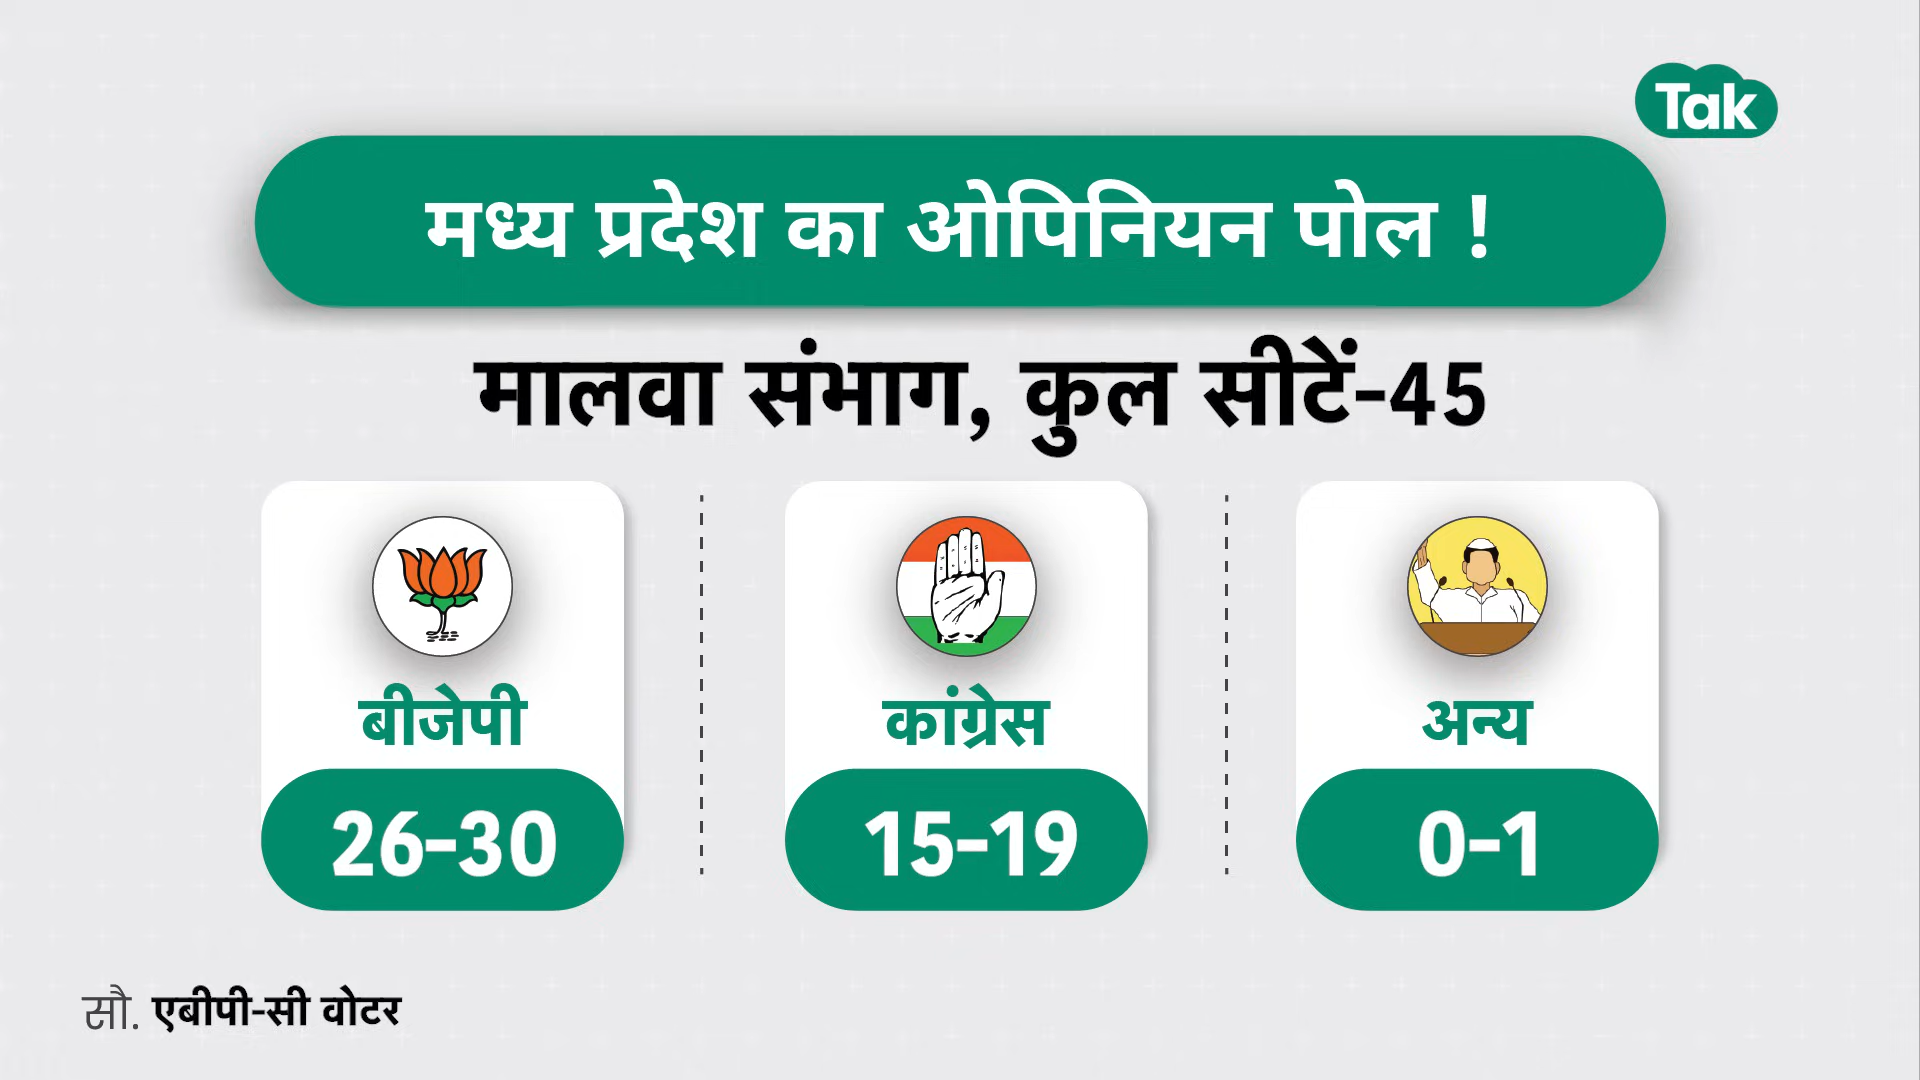 Tak
मध्य प्रदेश का ओपिनियन पोल !
मालवा संभाग, कुल सीटें-45
बीजेपी
26-30
कांग्रेस
15-19
अन्य
0-1
सौ. एबीपी-सी वोटर